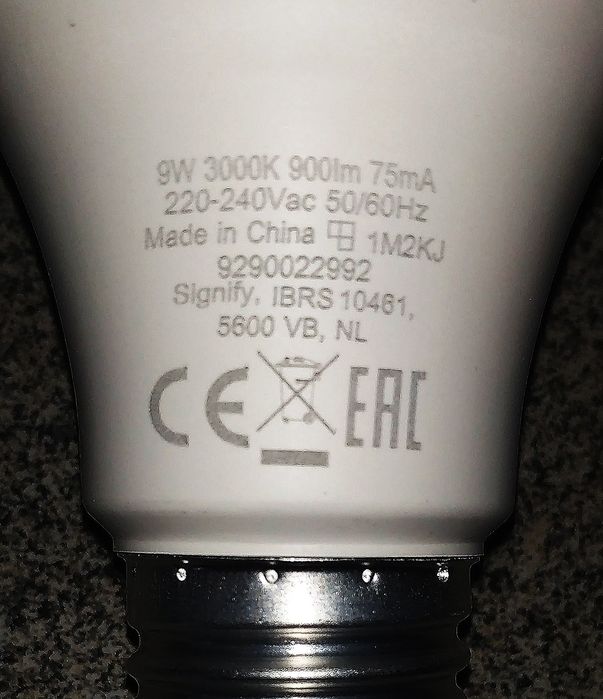 9W 3000K 900lm 75mA
220-240Vac 50/60Hz
Made in China 1M2KJ
9290022992
Signify, IBRS 10461,
5600 VB, NL
CE EAC